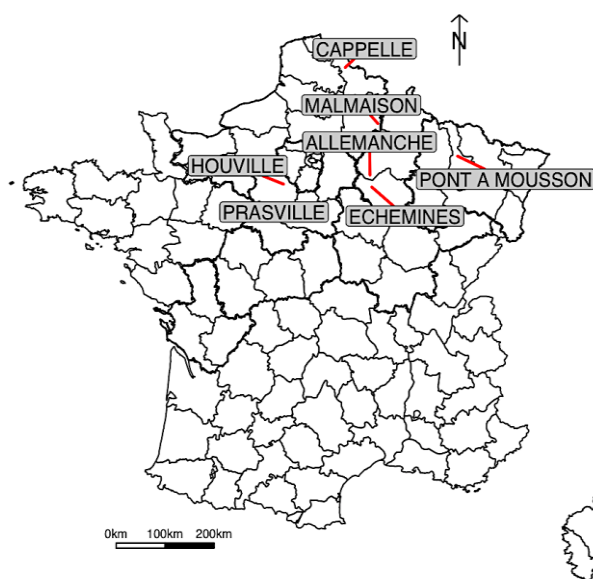 N
CAPPELLE
MALMAISON
ALLEMANCHE
HOUVILLE
PONT A MOUSSON
PRASVILLE
ECHEMINES
0km 100km 200km